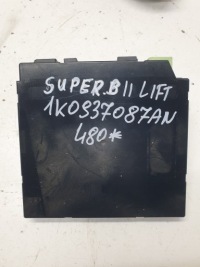 SUPER.B II LIFT
1K0937087AN
480*